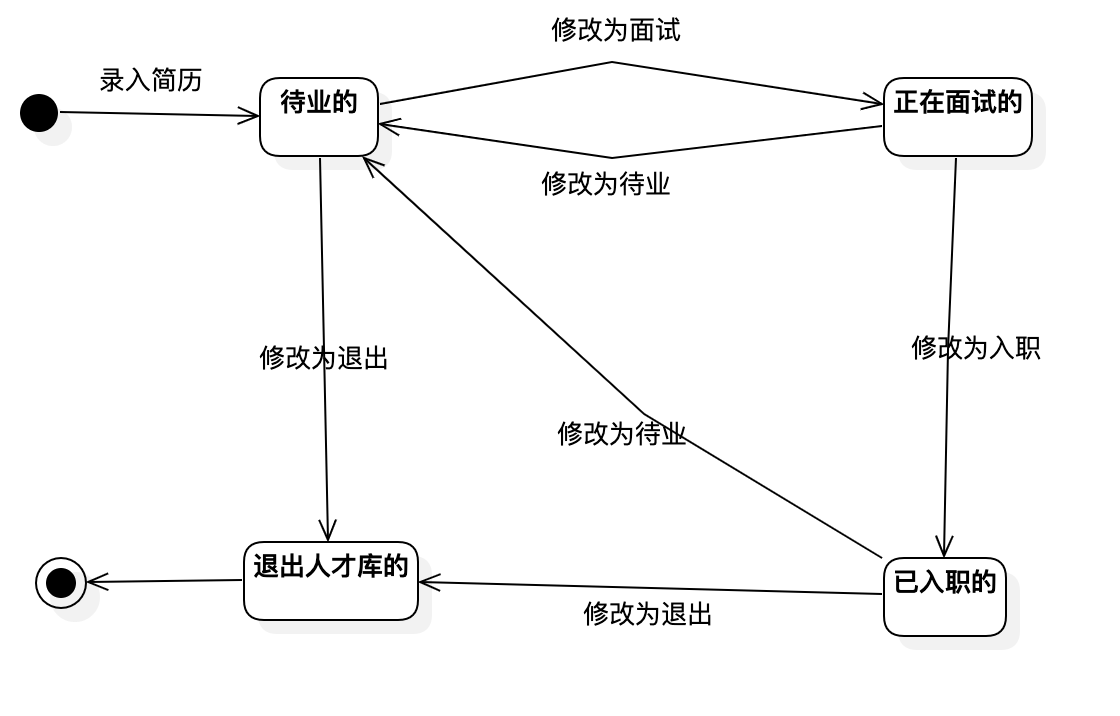 修改为面试
录入简历
待业的
正在面试的
修改为待业
修改为退出
修改为入职
修改为待业
退出人才库的
已入职的
修改为退出